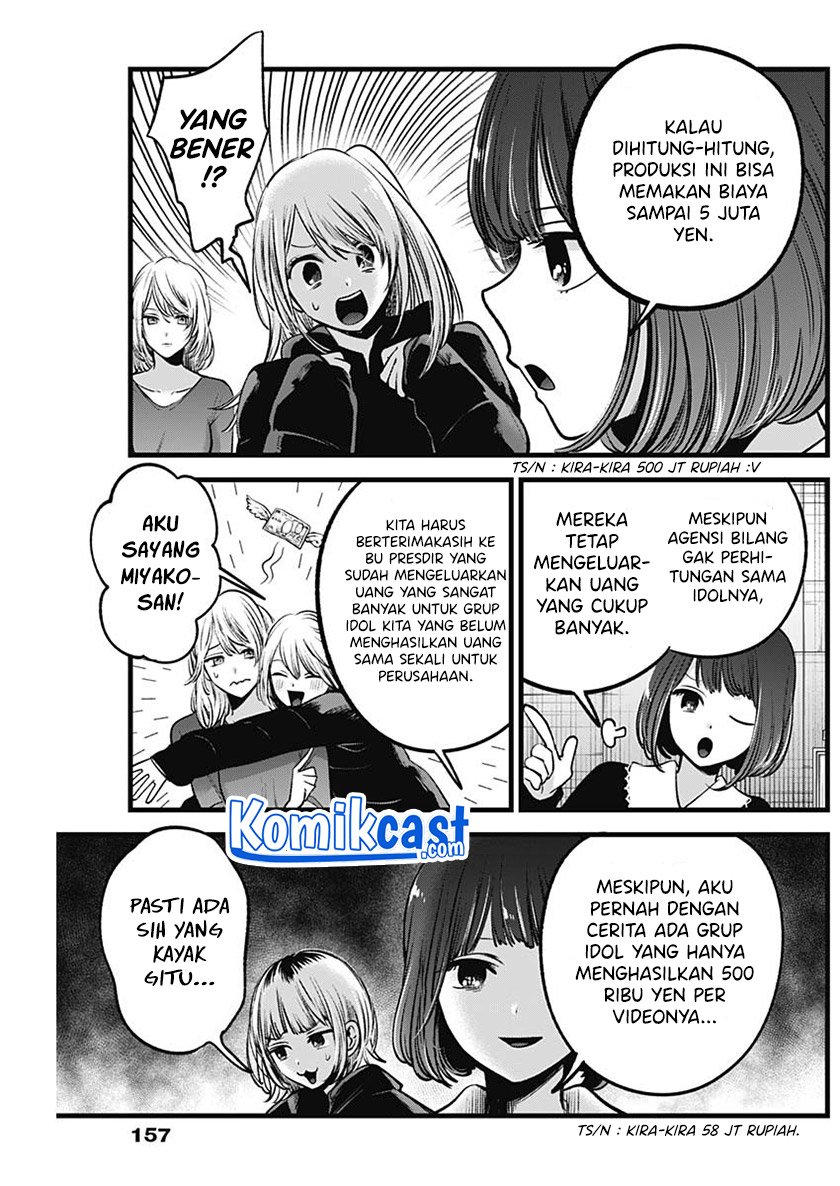 KALAU
DIHITUNG-HITUNG,
PRODUKSI INI BISA
MEMAKAN BIAYA
SAMPAI 5 JUTA
YEN.
YANG
BENER
!?
TS/N : KIRA-KIRA 500 JT RUPIAH :V
MESKIPUN
AGENSI BILANG
GAK PERHI-
TUNGAN SAMA
IDOLNYA,
MEREKA
TETAP
MENGELUAR-
KAN UANG
YANG CUKUP
BANYAK.
KITA HARUS
BERTERIMAKASIH KE
BU PRESDIR YANG
SUDAH MENGELUARKAN
UANG YANG SANGAT
BANYAK UNTUK GRUP
IDOL KITA YANG BELUM
MENGHASILKAN UANG
SAMA SEKALI UNTUK
PERUSAHAAN.
AKU
SAYANG
MIYAKO-
SAN!
Komikcast
.com
MESKIPUN, AKU
PERNAH DENGAN
CERITA ADA GRUP
IDOL YANG HANYA
MENGHASILKAN 500
RIBU YEN PER
VIDEONYA...
PASTI ADA
SIH YANG
KAYAK
GITU...
157
TS/N : KIRA-KIRA 58 JT RUPIAH.